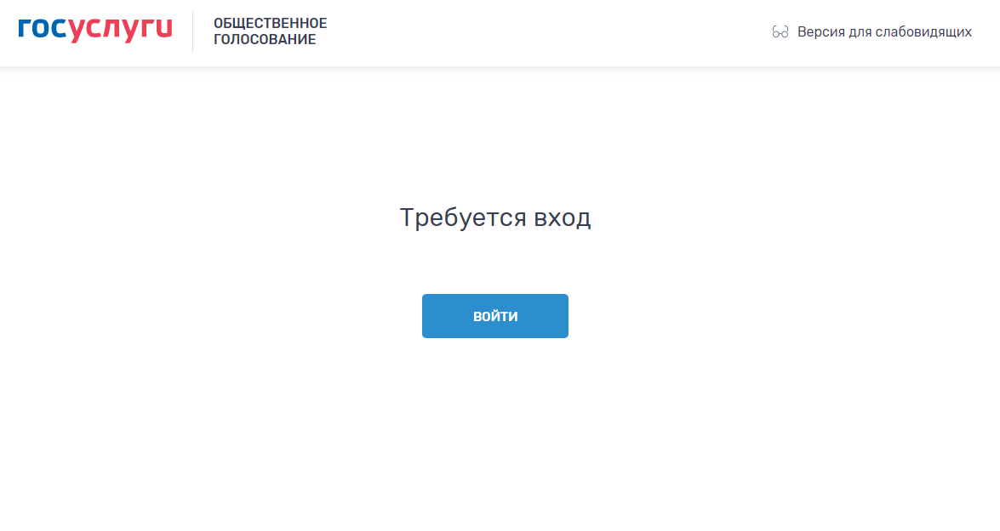 госуслуги
ОБЩЕСТВЕННОЕ
ГОЛОСОВАНИЕ
Версия для слабовидящих
Требуется вход
ВОЙТИ